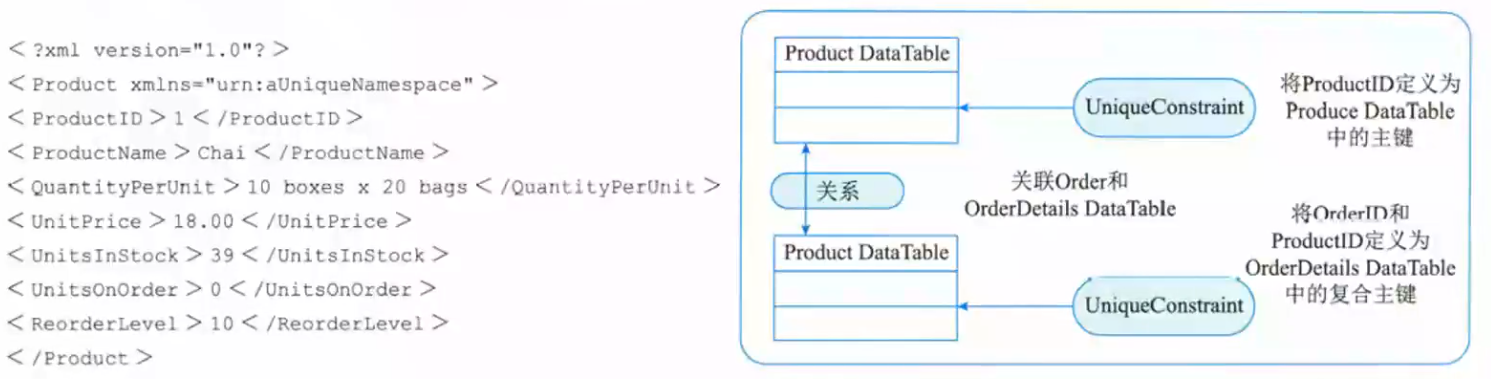 <?xml version="1.0"?>
<Product xmlns="urn:aUniqueNamespace">
<ProductID>1</ProductID>
<ProductName>Chai</ProductName>
<QuantityPerUnit>10 boxes x 20 bags</QuantityPerUnit>
<UnitPrice>18.00</UnitPrice>
<UnitsInStock>39</UnitsInStock>
<UnitsOnOrder>0</UnitsOnOrder>
<ReorderLevel>10</ReorderLevel>
</Product>
Product DataTable
UniqueConstraint
将ProductID定义为
Produce DataTable
中的主键
关系
关联Order和
OrderDetails DataTable
Product DataTable
UniqueConstraint
将OrderID和
ProductID定义为
OrderDetails DataTable
中的复合主键